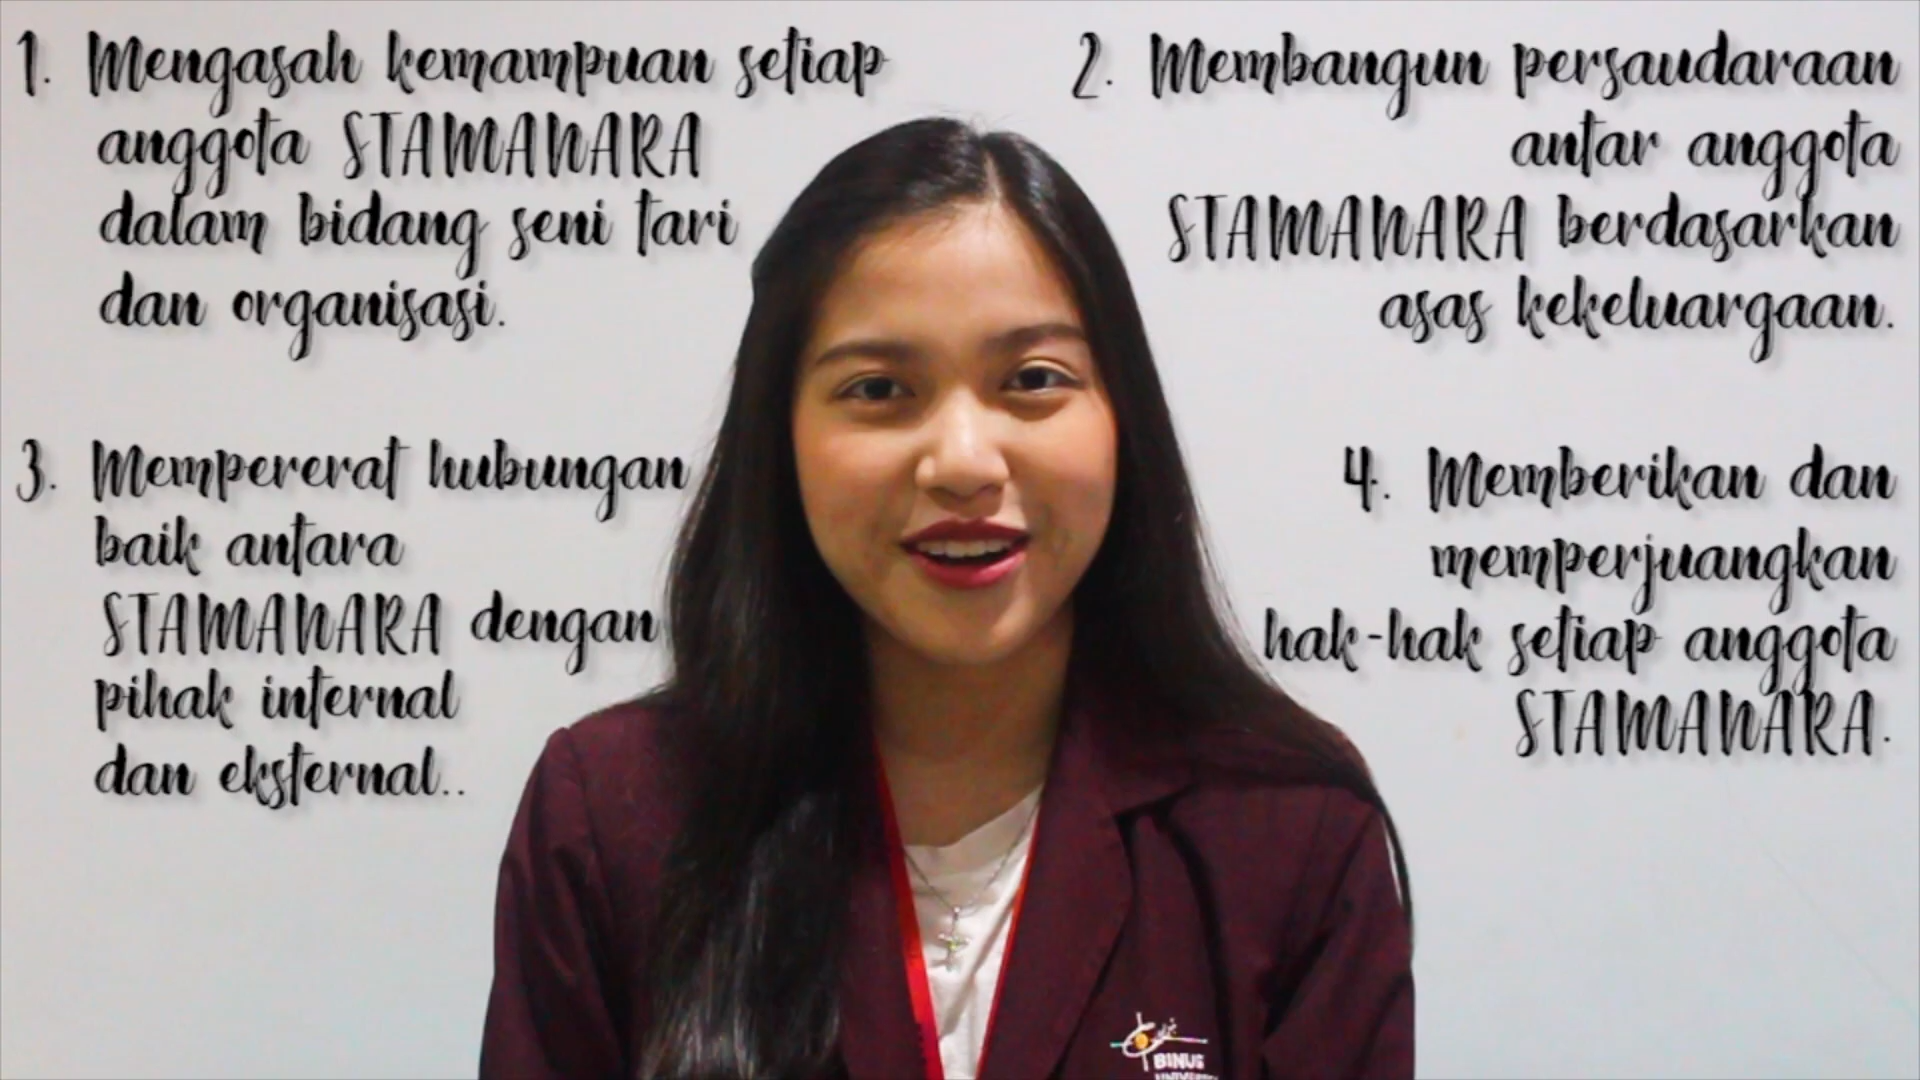 1. Mengasah kemampuan setiap
anggota STAMANARA
dalam bidang seni tari
dan organisasi.
2. Membangun persaudaraan
antar anggota
STAMANARA berdasarkan
asas kekeluargaan.
3. Mempererat hubungan
baik antara
STAMANARA dengan
pihak internal
dan eksternal..
4. Memberikan dan
memperjuangkan
hak-hak setiap anggota
STAMANARA.
BINUS
UNIVERSITY